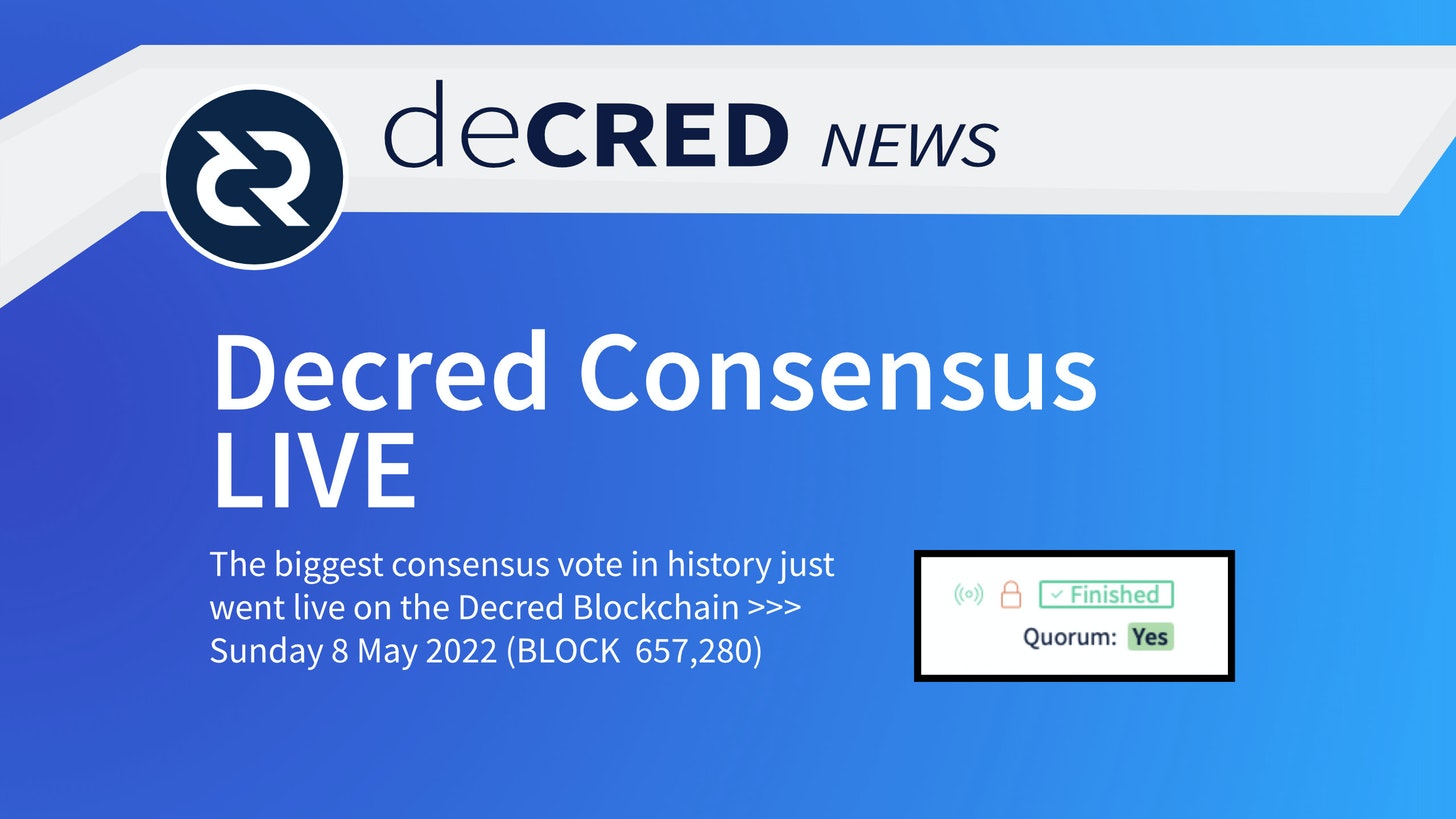 deCRED NEWS
Decred Consensus
LIVE
The biggest consensus vote in history just
went live on the Decred Blockchain >>>
Sunday 8 May 2022 (BLOCK  657,280)
Finished
Quorum: Yes